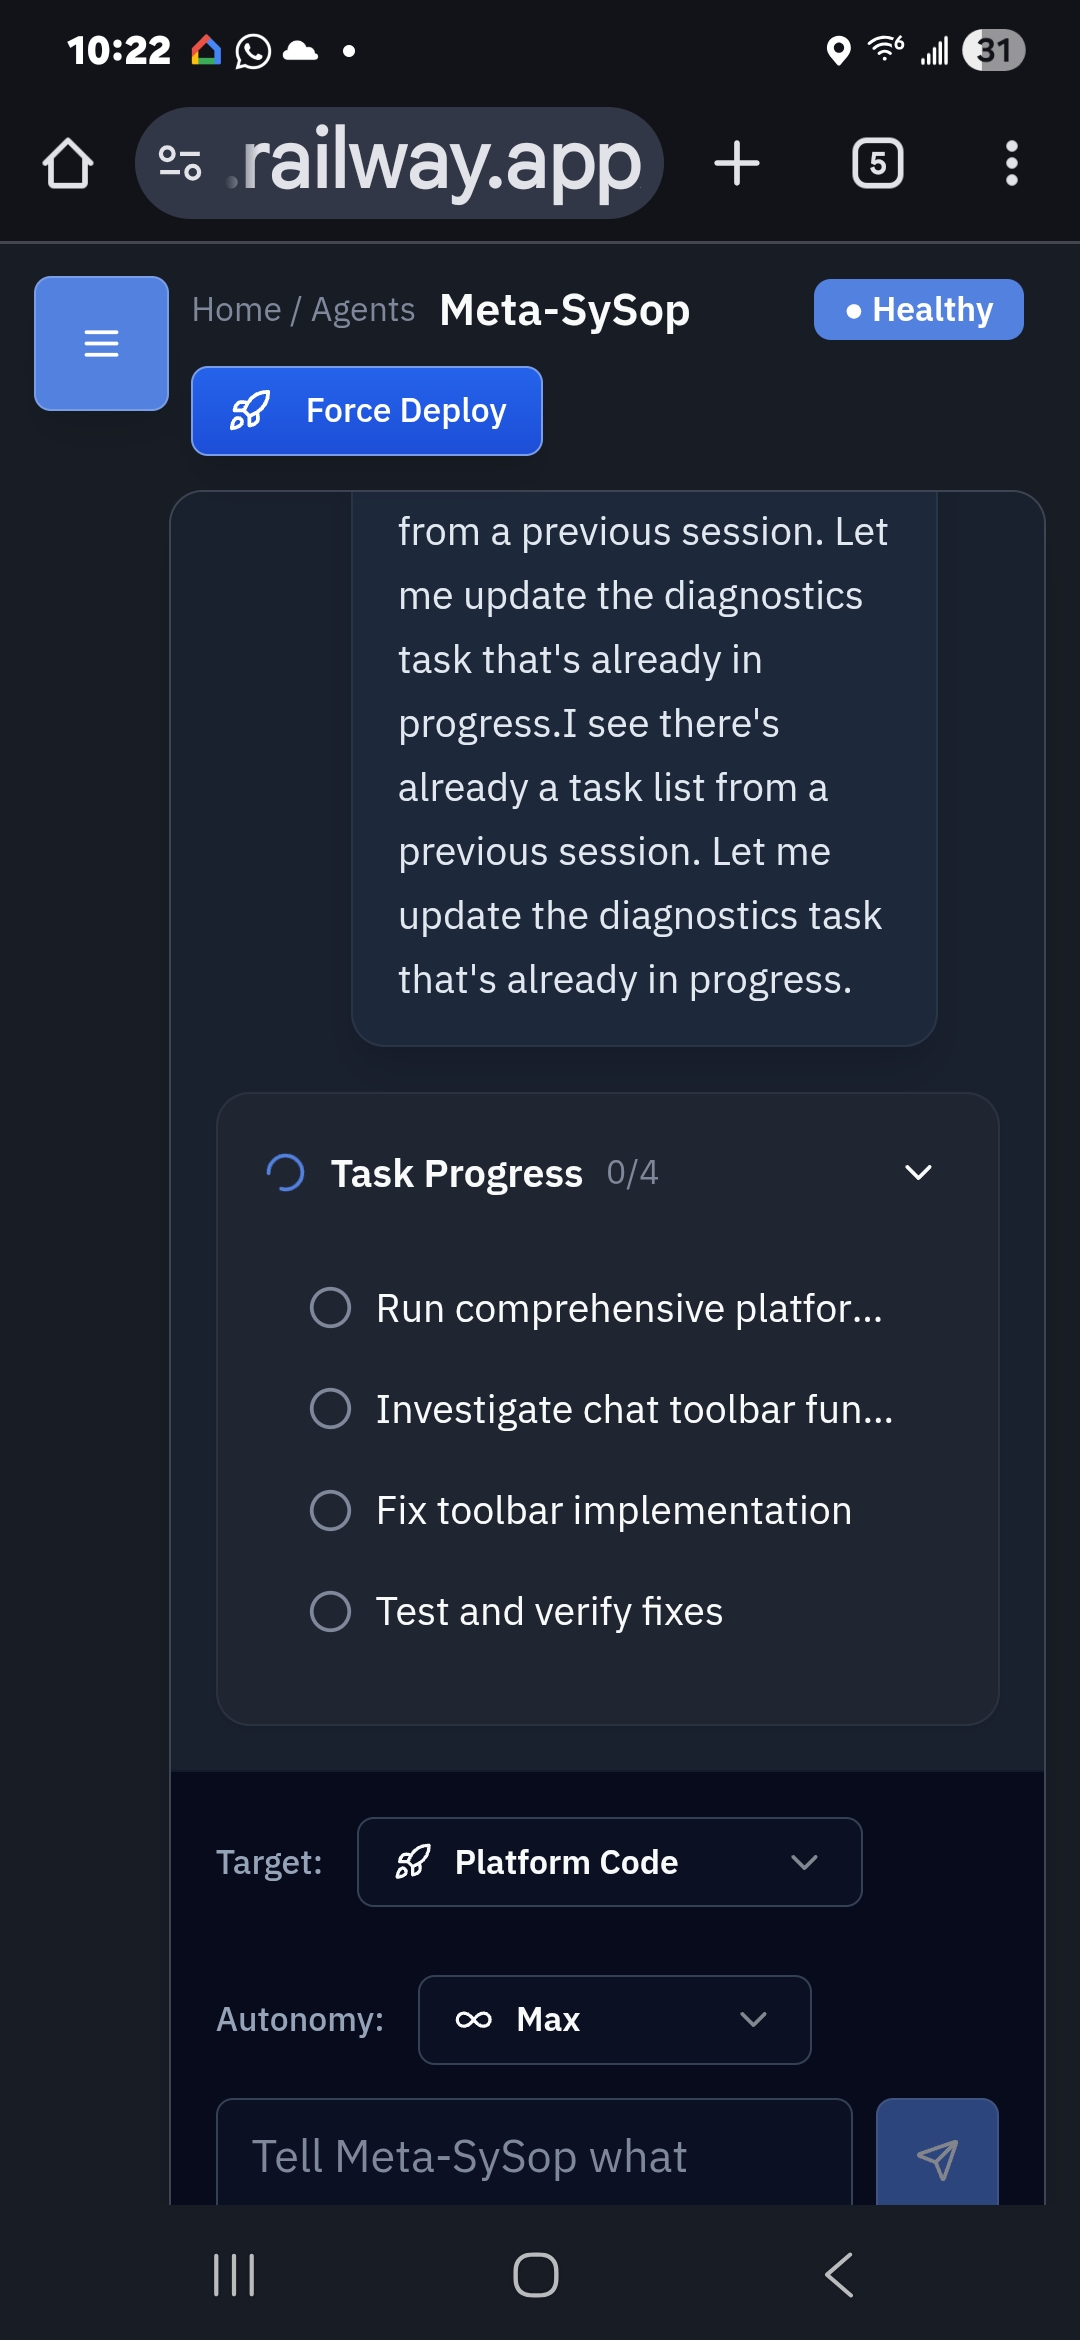 10:22
31
.railway.app
5
Home / Agents Meta-SySop
Healthy
Force Deploy
from a previous session. Let
me update the diagnostics
task that's already in
progress.I see there's
already a task list from a
previous session. Let me
update the diagnostics task
that's already in progress.
Task Progress 0/4
Run comprehensive platfor...
Investigate chat toolbar fun...
Fix toolbar implementation
Test and verify fixes
Target: Platform Code
Autonomy: Max
Tell Meta-SySop what